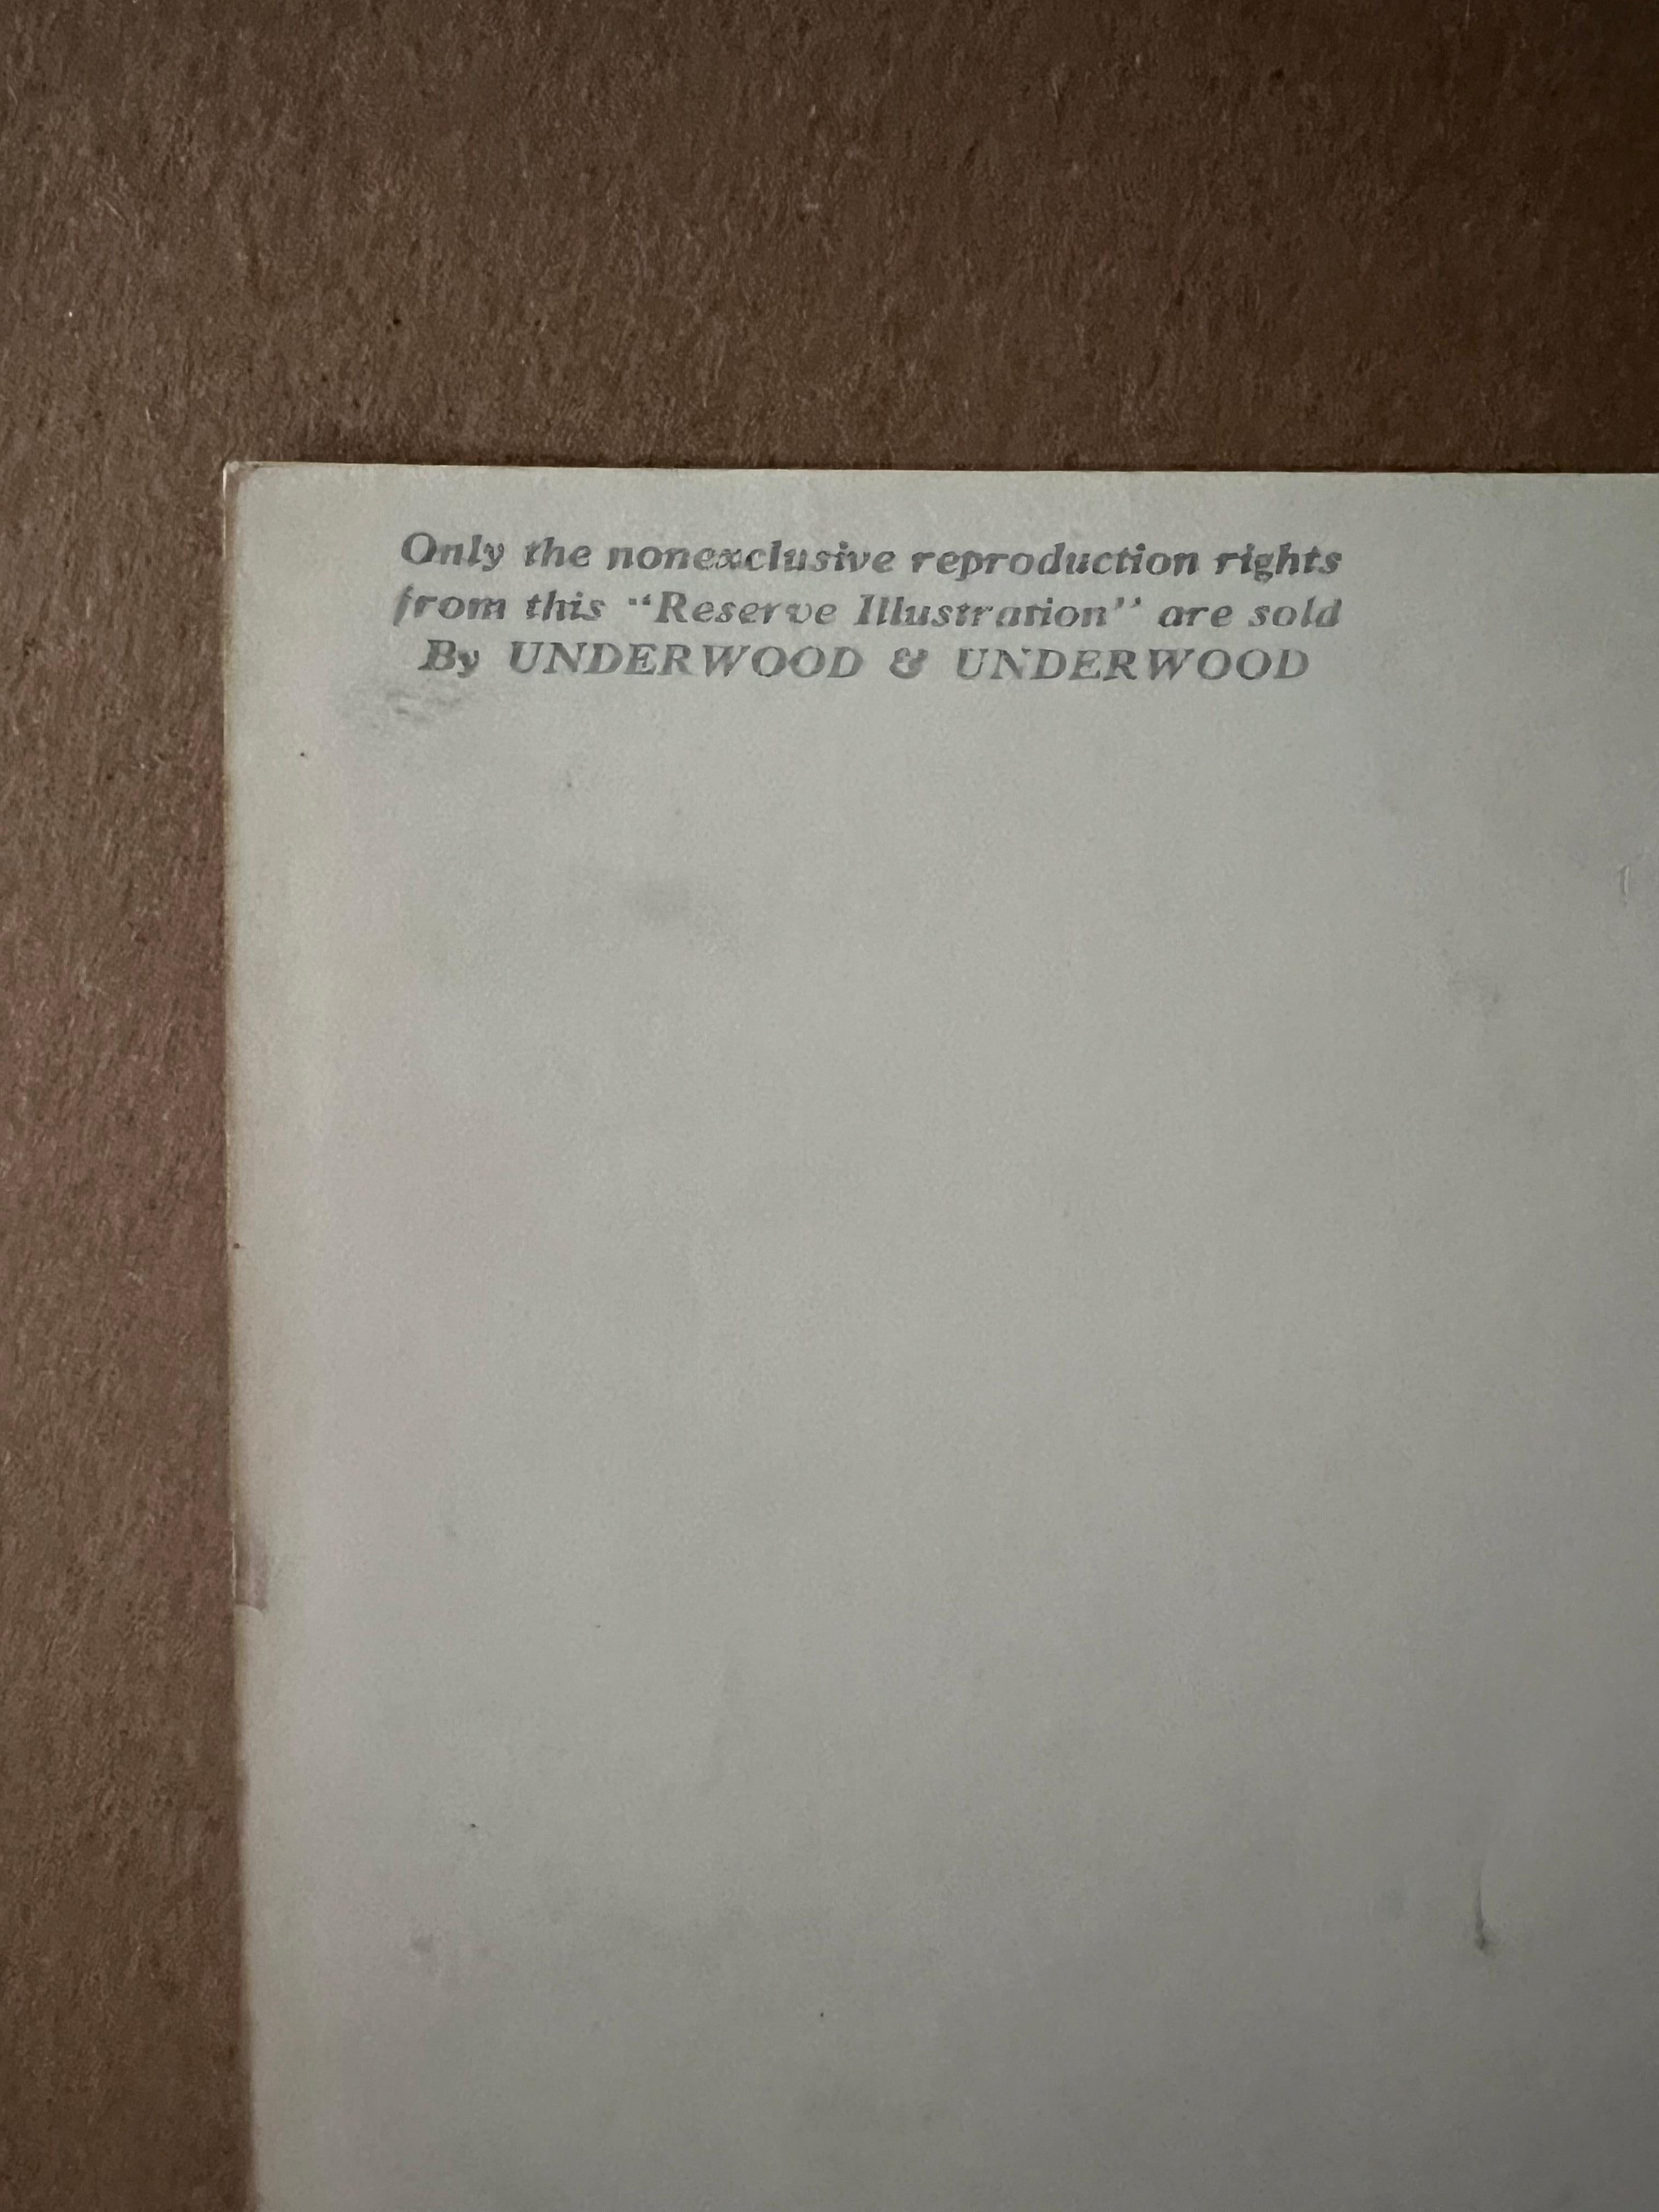 Only the nonexclusive reproduction rights
from this “Reserve Illustration” are sold
By UNDERWOOD & UNDERWOOD